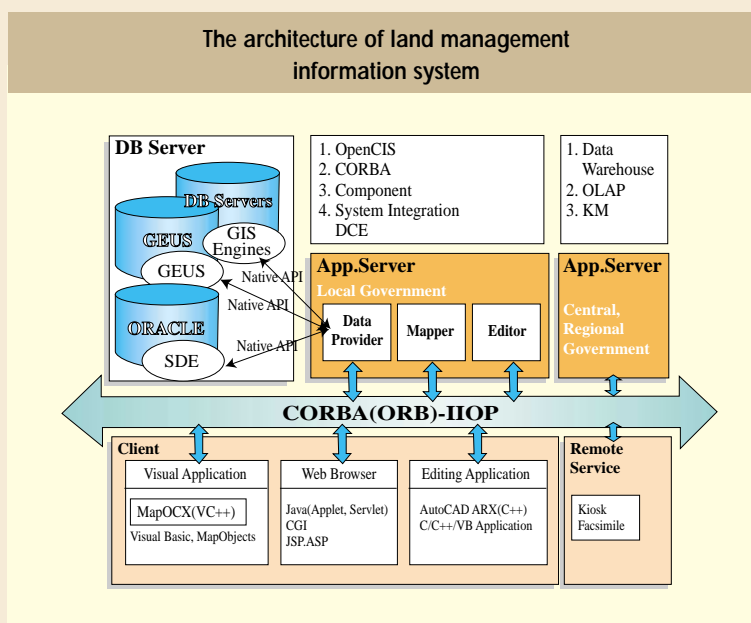 The architecture of land management
information system
DB Server
DB Servers
GIS
Engines
GEUS
GEUS
ORACLE
SDE
Native API
Native API
Native API
1. OpenCIS
2. CORBA
3. Component
4. System Integration
DCE
1. Data
Warehouse
2. OLAP
3. KM
App.Server
Local Government
Data
Provider
Mapper
Editor
App.Server
Central,
Regional
Government
CORBA(ORB)-IIOP
Client
Visual Application
MapOCX(VC++)
Visual Basic, MapObjects
Web Browser
Java(Applet, Servlet)
CGI
JSP.ASP
Editing Application
AutoCAD ARX(C++)
C/C++/VB Application
Remote
Service
Kiosk
Facsimile